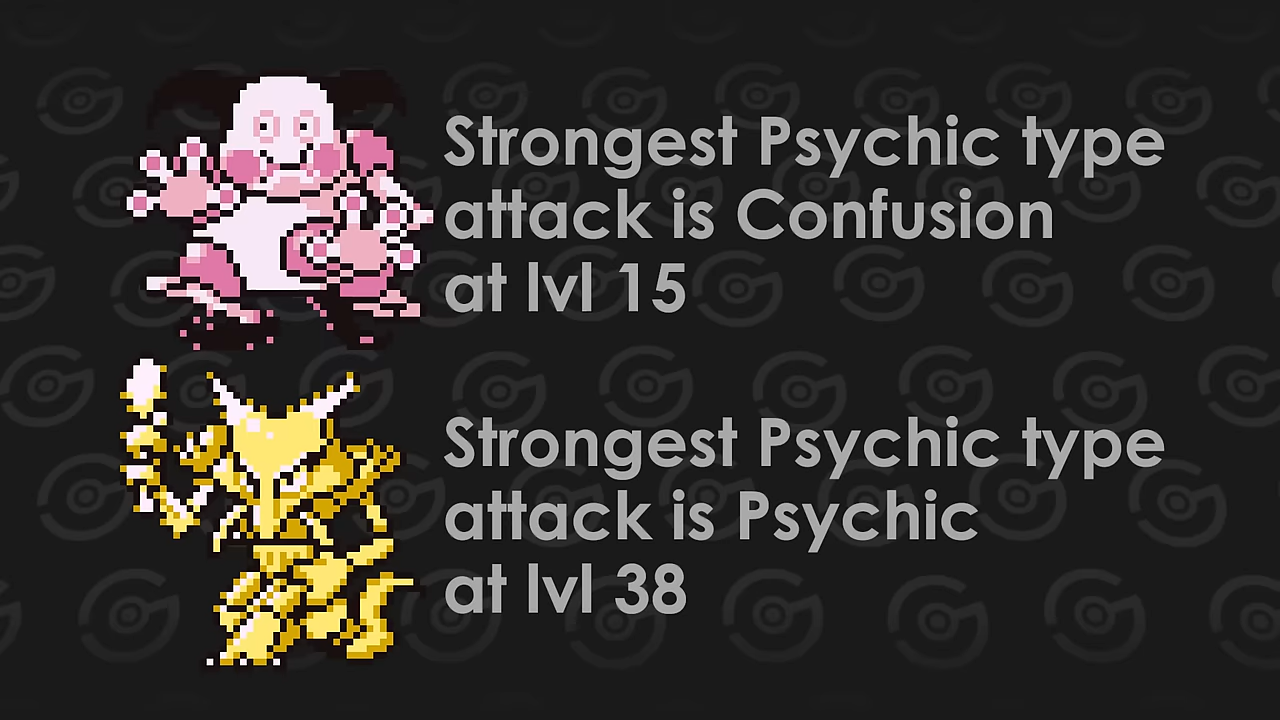 Strongest Psychic type
attack is Confusion
at lvl 15
Strongest Psychic type
attack is Psychic
at lvl 38